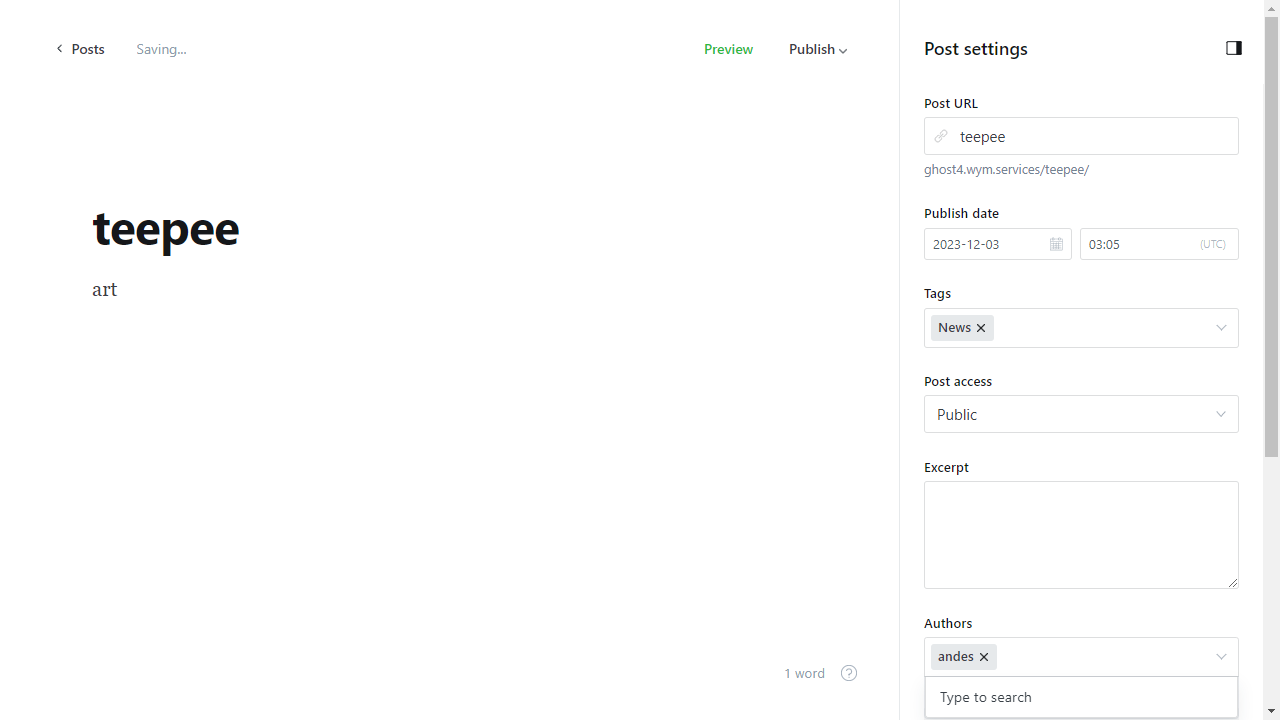 Posts
Saving...
Preview
Publish
teepee
art
1 word
Post settings
Post URL
teepee
ghost4.wym.services/teepee/
Publish date
2023-12-03
03:05
(UTC)
Tags
News
Post access
Public
Excerpt
Authors
andes
Type to search